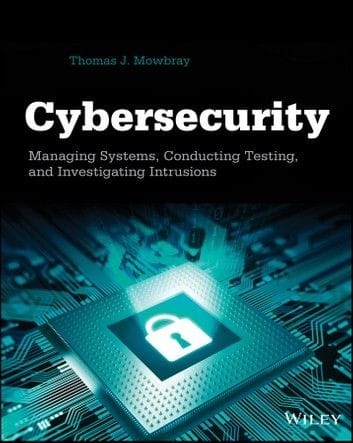 Thomas J. Mowbray
Cybersecurity
Managing Systems, Conducting Testing,
and Investigating Intrusions
WILEY